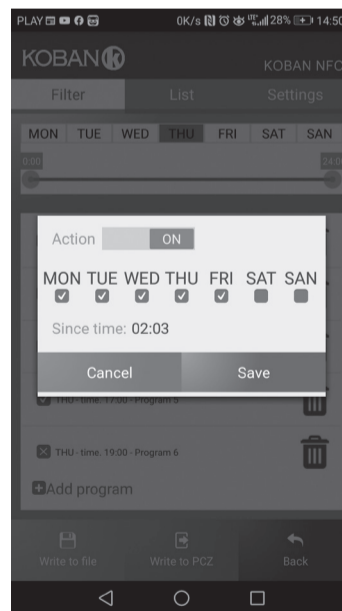 PLAY 0K/s 28% 14:50
KOBAN K
KOBAN NFC
Filter List Settings
MON TUE WED THU FRI SAT SAN
0:00 24:0
Action ON
MON TUE WED THU FRI SAT SAN
Since time: 02:03
Cancel Save
THU - time. 17:00 - Program 5
THU - time. 19:00 - Program 6
Add program
Write to file Write to PCZ Back